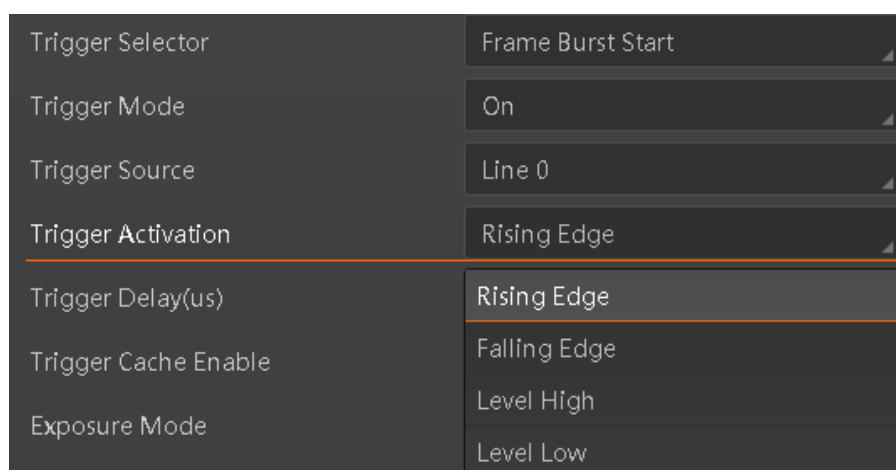 Trigger Selector Frame Burst Start
Trigger Mode On
Trigger Source Line 0
Trigger Activation Rising Edge
Trigger Delay(us) Rising Edge
Falling Edge
Trigger Cache Enable
Level High
Exposure Mode
Level Low